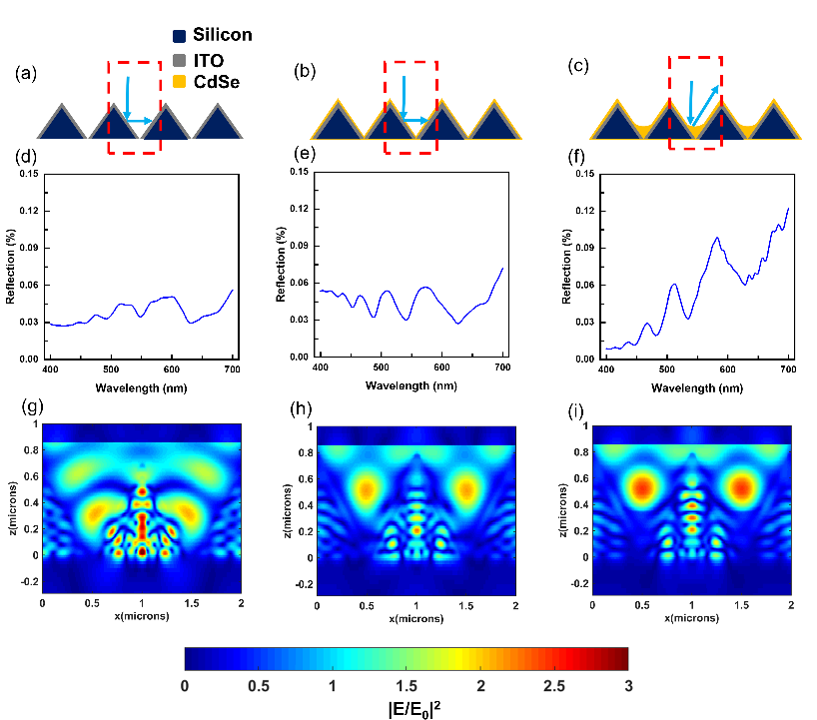 Silicon
ITO
CdSe
(a)
(b)
(c)
(d)
(e)
(f)
0.15
0.12
0.09
0.06
0.03
0.00
Reflection (%)
400
500
600
700
Wavelength (nm)
0.15
0.12
0.09
0.06
0.03
0.00
Reflection (%)
400
500
600
700
Wavelength (nm)
0.15
0.12
0.09
0.06
0.03
0.00
Reflection (%)
400
500
600
700
Wavelength (nm)
(g)
(h)
(i)
1
0.8
0.6
0.4
0.2
0
-0.2
z(microns)
0
0.5
1
1.5
2
x(microns)
1
0.8
0.6
0.4
0.2
0
-0.2
z(microns)
0
0.5
1
1.5
2
x(microns)
1
0.8
0.6
0.4
0.2
0
-0.2
z(microns)
0
0.5
1
1.5
2
x(microns)
0
0.5
1
1.5
2
2.5
3
|E/E₀|²